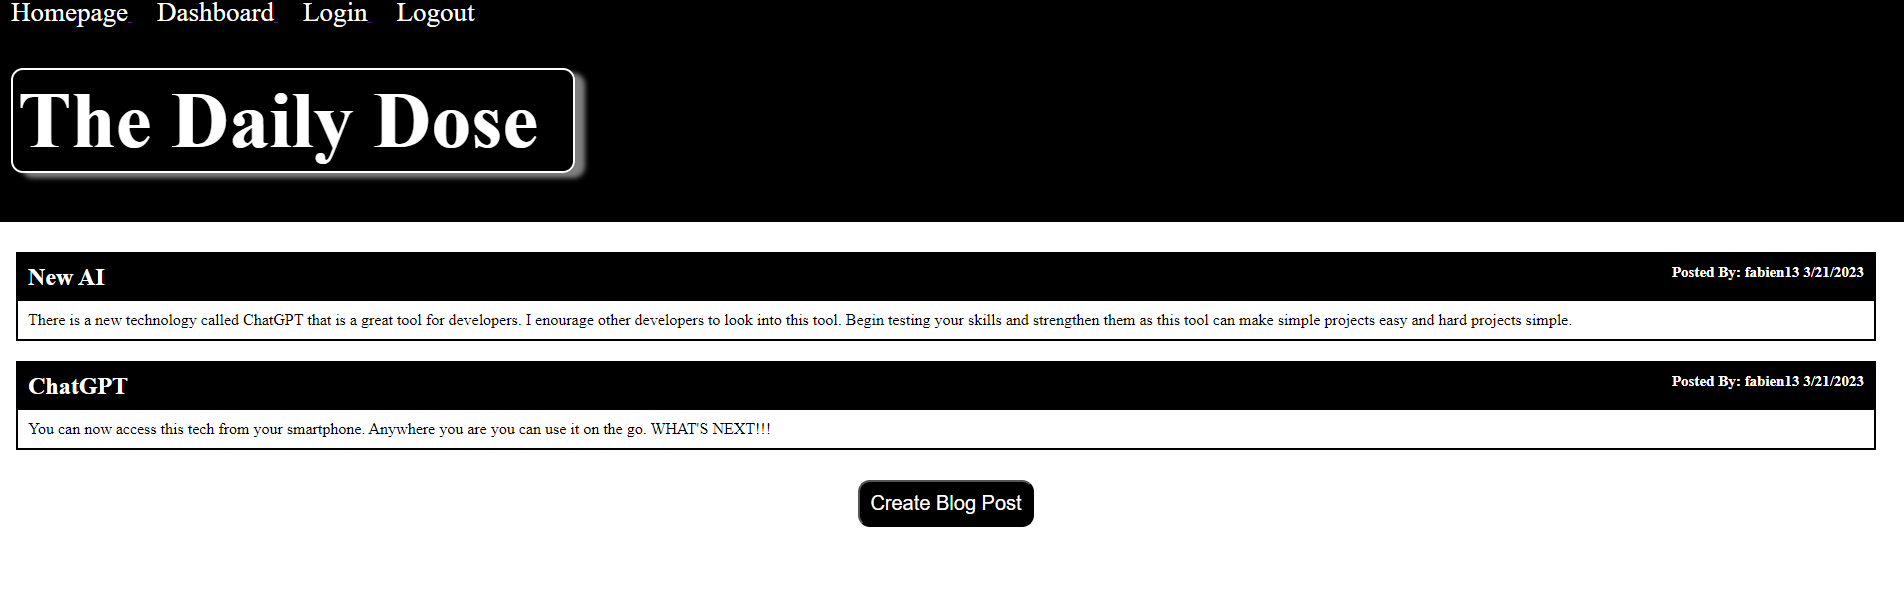 Homepage Dashboard Login Logout
The Daily Dose
New AI Posted By: fabien13 3/21/2023
There is a new technology called ChatGPT that is a great tool for developers. I enourage other developers to look into this tool. Begin testing your skills and strengthen them as this tool can make simple projects easy and hard projects simple.
ChatGPT Posted By: fabien13 3/21/2023
You can now access this tech from your smartphone. Anywhere you are you can use it on the go. WHAT'S NEXT!!!
Create Blog Post